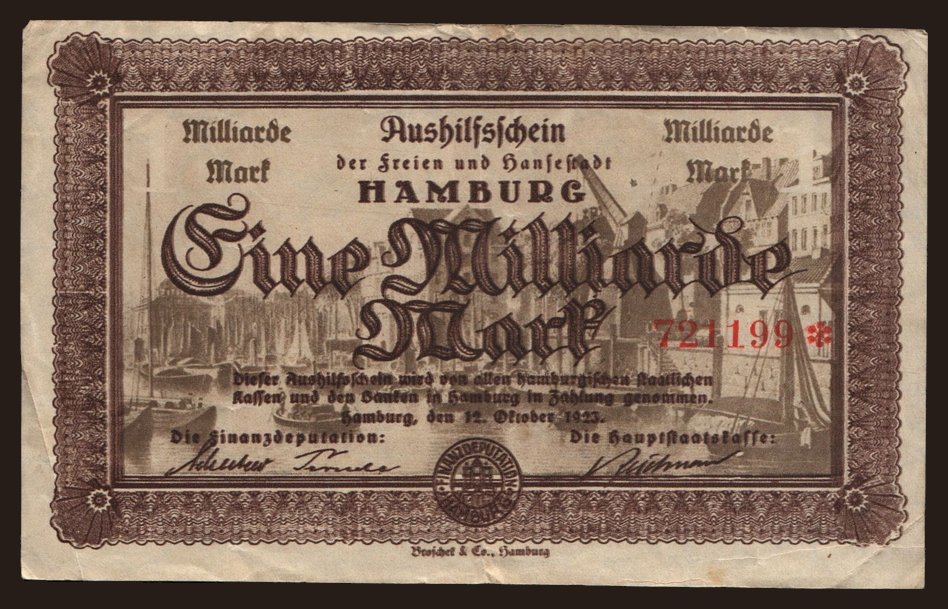 Milliarde Mark
Aushilfsschein
der Freien und Hansestadt
HAMBURG
Milliarde Mark
Eine Milliarde
Mark
721199
Dieser Aushilfsschein wird von allen hamburgischen staatlichen
Kassen und den Banken in Hamburg in Zahlung genommen.
Hamburg, den 12. Oktober 1923.
Die Finanzdeputation:
Die Hauptstaatskasse:
FINANZDEPUTATION
HAMBURG
Broschek & Co., Hamburg